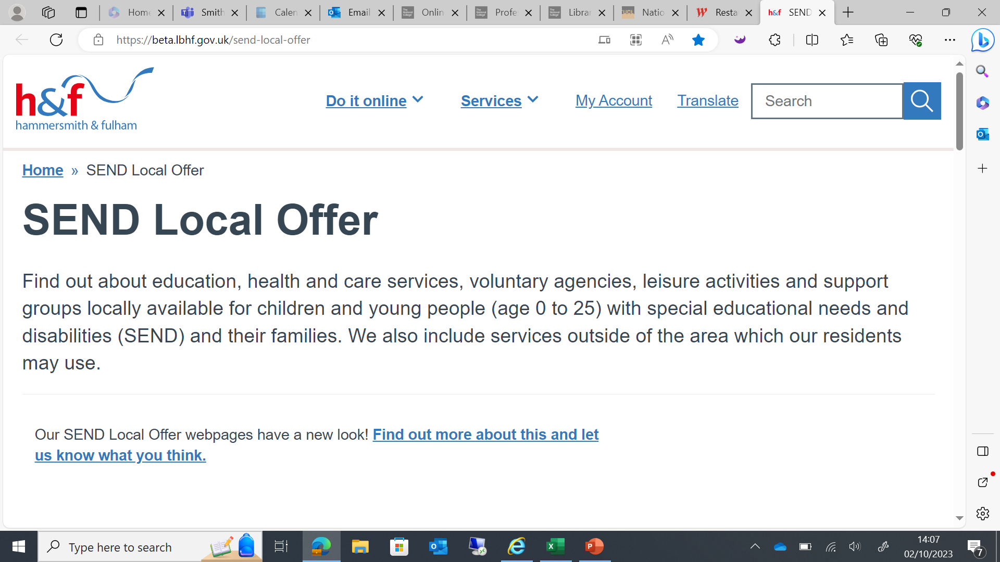 Home
Smith
Calen
Email
Onlin
Profe
Librar
Natio
Resta
h&f SEND
https://beta.lbhf.gov.uk/send-local-offer
h&f
hammersmith & fulham
Do it online
Services
My Account
Translate
Search
Home » SEND Local Offer
SEND Local Offer
Find out about education, health and care services, voluntary agencies, leisure activities and support
groups locally available for children and young people (age 0 to 25) with special educational needs and
disabilities (SEND) and their families. We also include services outside of the area which our residents
may use.
Our SEND Local Offer webpages have a new look! Find out more about this and let
us know what you think.
Type here to search
14:07
02/10/2023
7